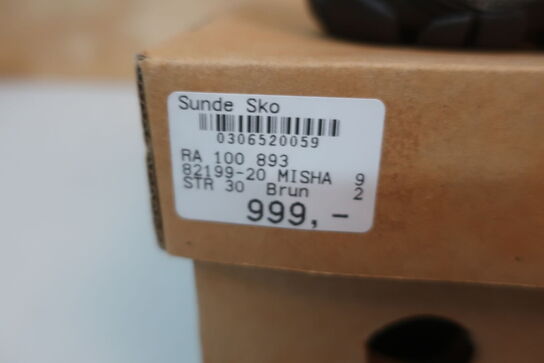 Sunde Sko
0306520059
RA 100 893
82199-20 MISHA 9
STR 30 Brun 2
999,-